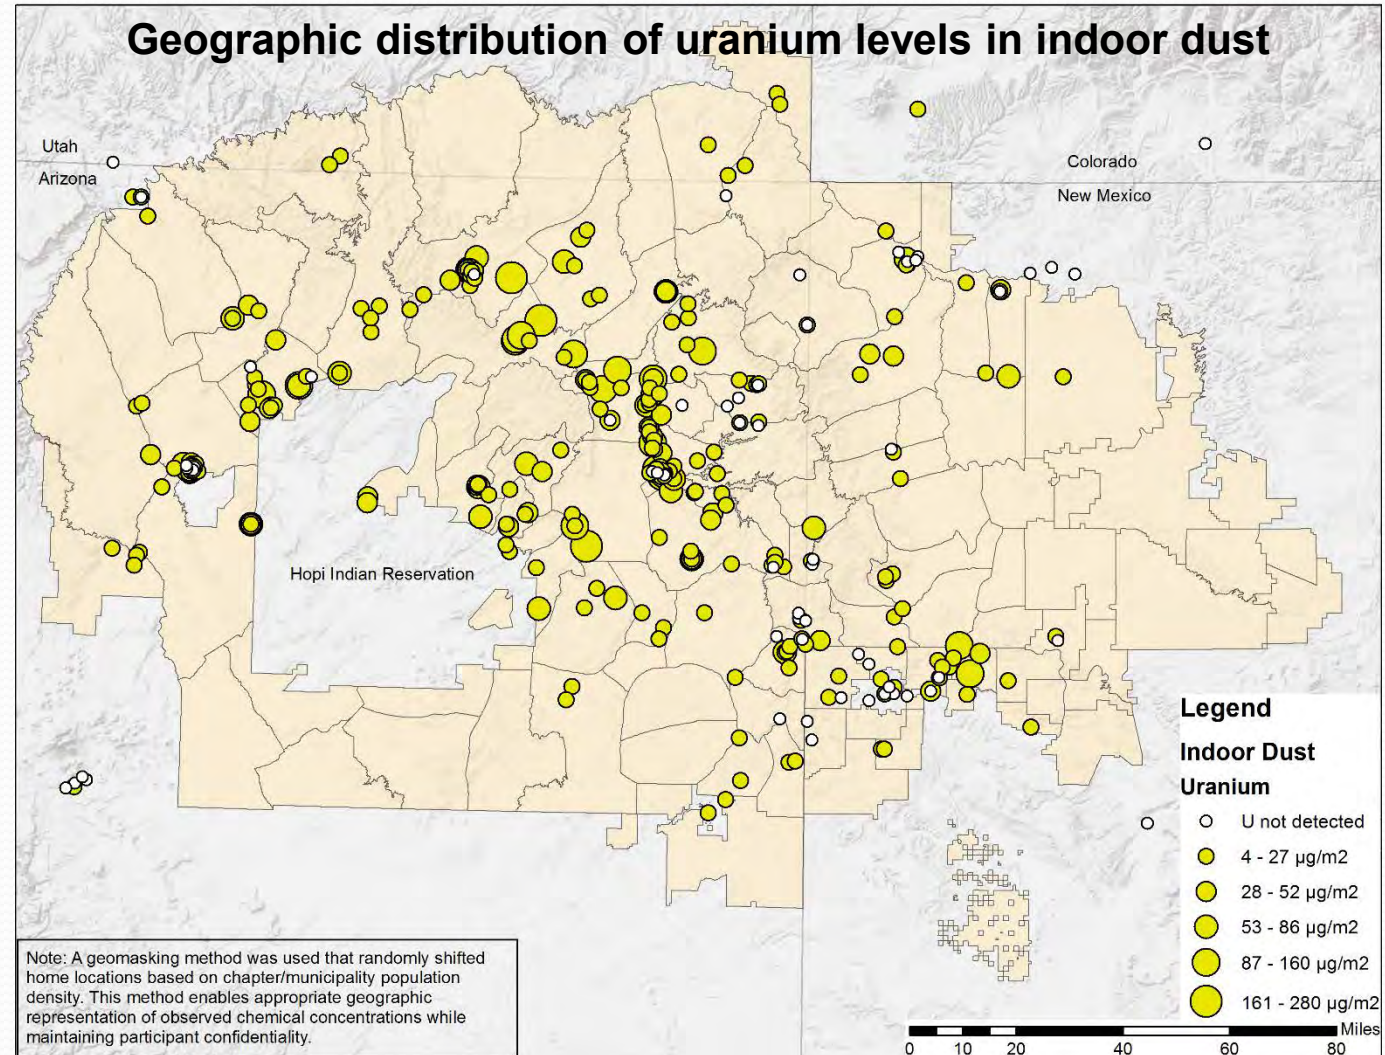 Geographic distribution of uranium levels in indoor dust
Utah
Arizona
Colorado
New Mexico
Hopi Indian Reservation
Legend
Indoor Dust
Uranium
U not detected
4 - 27 µg/m2
28 - 52 µg/m2
53 - 86 µg/m2
87 - 160 µg/m2
161 - 280 µg/m2
Note: A geomasking method was used that randomly shifted
home locations based on chapter/municipality population
density. This method enables appropriate geographic
representation of observed chemical concentrations while
maintaining participant confidentiality.
Miles
0 10 20 40 60 80